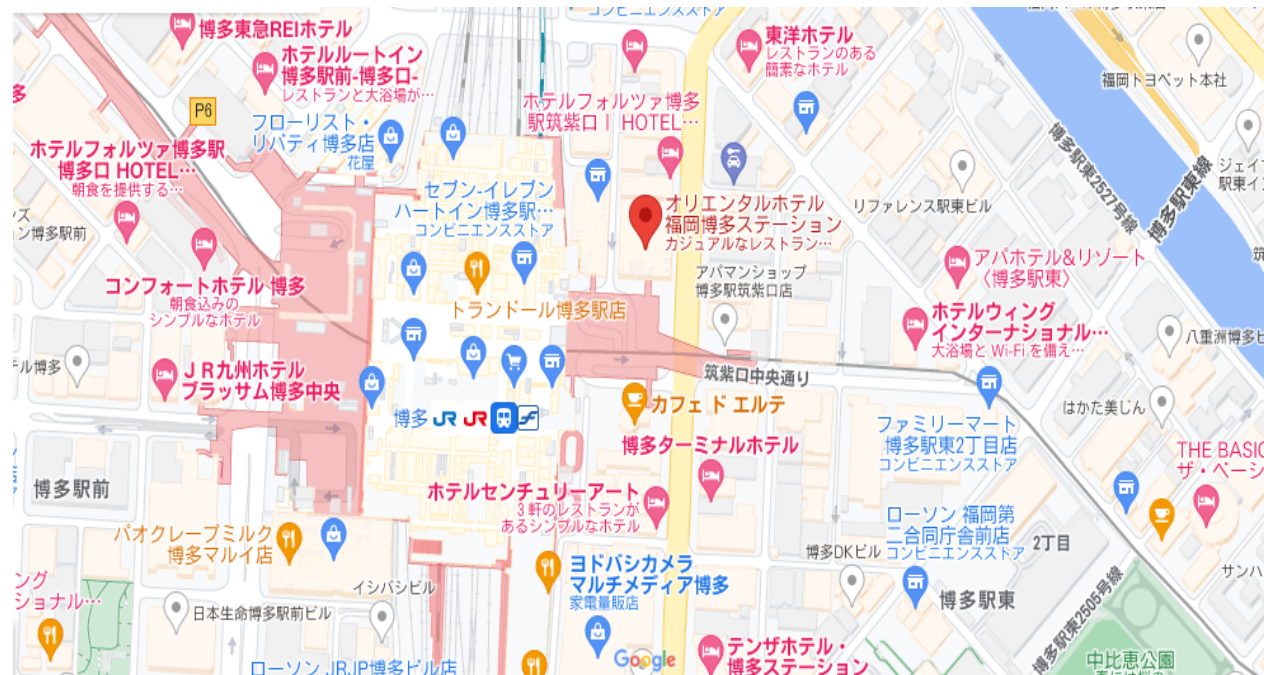 コンビニエンスストア
博多東急REIホテル
ホテルルートイン
博多駅前-博多口-
レストランと大浴場が…
東洋ホテル
レストランのある
簡素なホテル
福岡トヨペット本社
P6
フローリスト・
リバティ博多店
花屋
ホテルフォルツァ博多
駅筑紫口 | HOTEL…
ホテルフォルツァ博多駅
博多口 HOTEL…
朝食を提供する…
セブン-イレブン
ハートイン博多駅…
コンビニエンスストア
オリエンタルホテル
福岡博多ステーション
カジュアルなレストラン…
博多駅東2527号線
博多駅東線
ジェイフ
駅東イン
リファレンス駅東ビル
ン博多駅前
コンフォートホテル 博多
朝食込みの
シンプルなホテル
アパマンショップ
博多駅筑紫口店
アパホテル&リゾート
〈博多駅東〉
トランドール博多駅店
ホテルウィング
インターナショナル…
大浴場と Wi-Fi を備え…
八重洲博多ビ
テル博多
JR九州ホテル
ブラッサム博多中央
筑紫口中央通り
博多 JR JR
カフェ ド エルテ
ファミリーマート
博多駅東2丁目店
コンビニエンスストア
はかた美じん
博多ターミナルホテル
THE BASIC
ザ・ベーシ
博多駅前
ホテルセンチュリーアート
3 軒のレストランが
あるシンプルなホテル
ローソン 福岡第
二合同庁舎前店
コンビニエンスストア
2丁目
パオクレープミルク
博多マルイ店
博多DKビル
ヨドバシカメラ
マルチメディア博多
家電量販店
イシバシビル
ング
ショナル…
日本生命博多駅前ビル
博多駅東
博多駅東2505号線
サンハ
ローソン JRJP博多ビル店
Google
テンザホテル・
博多ステーション
中比恵公園